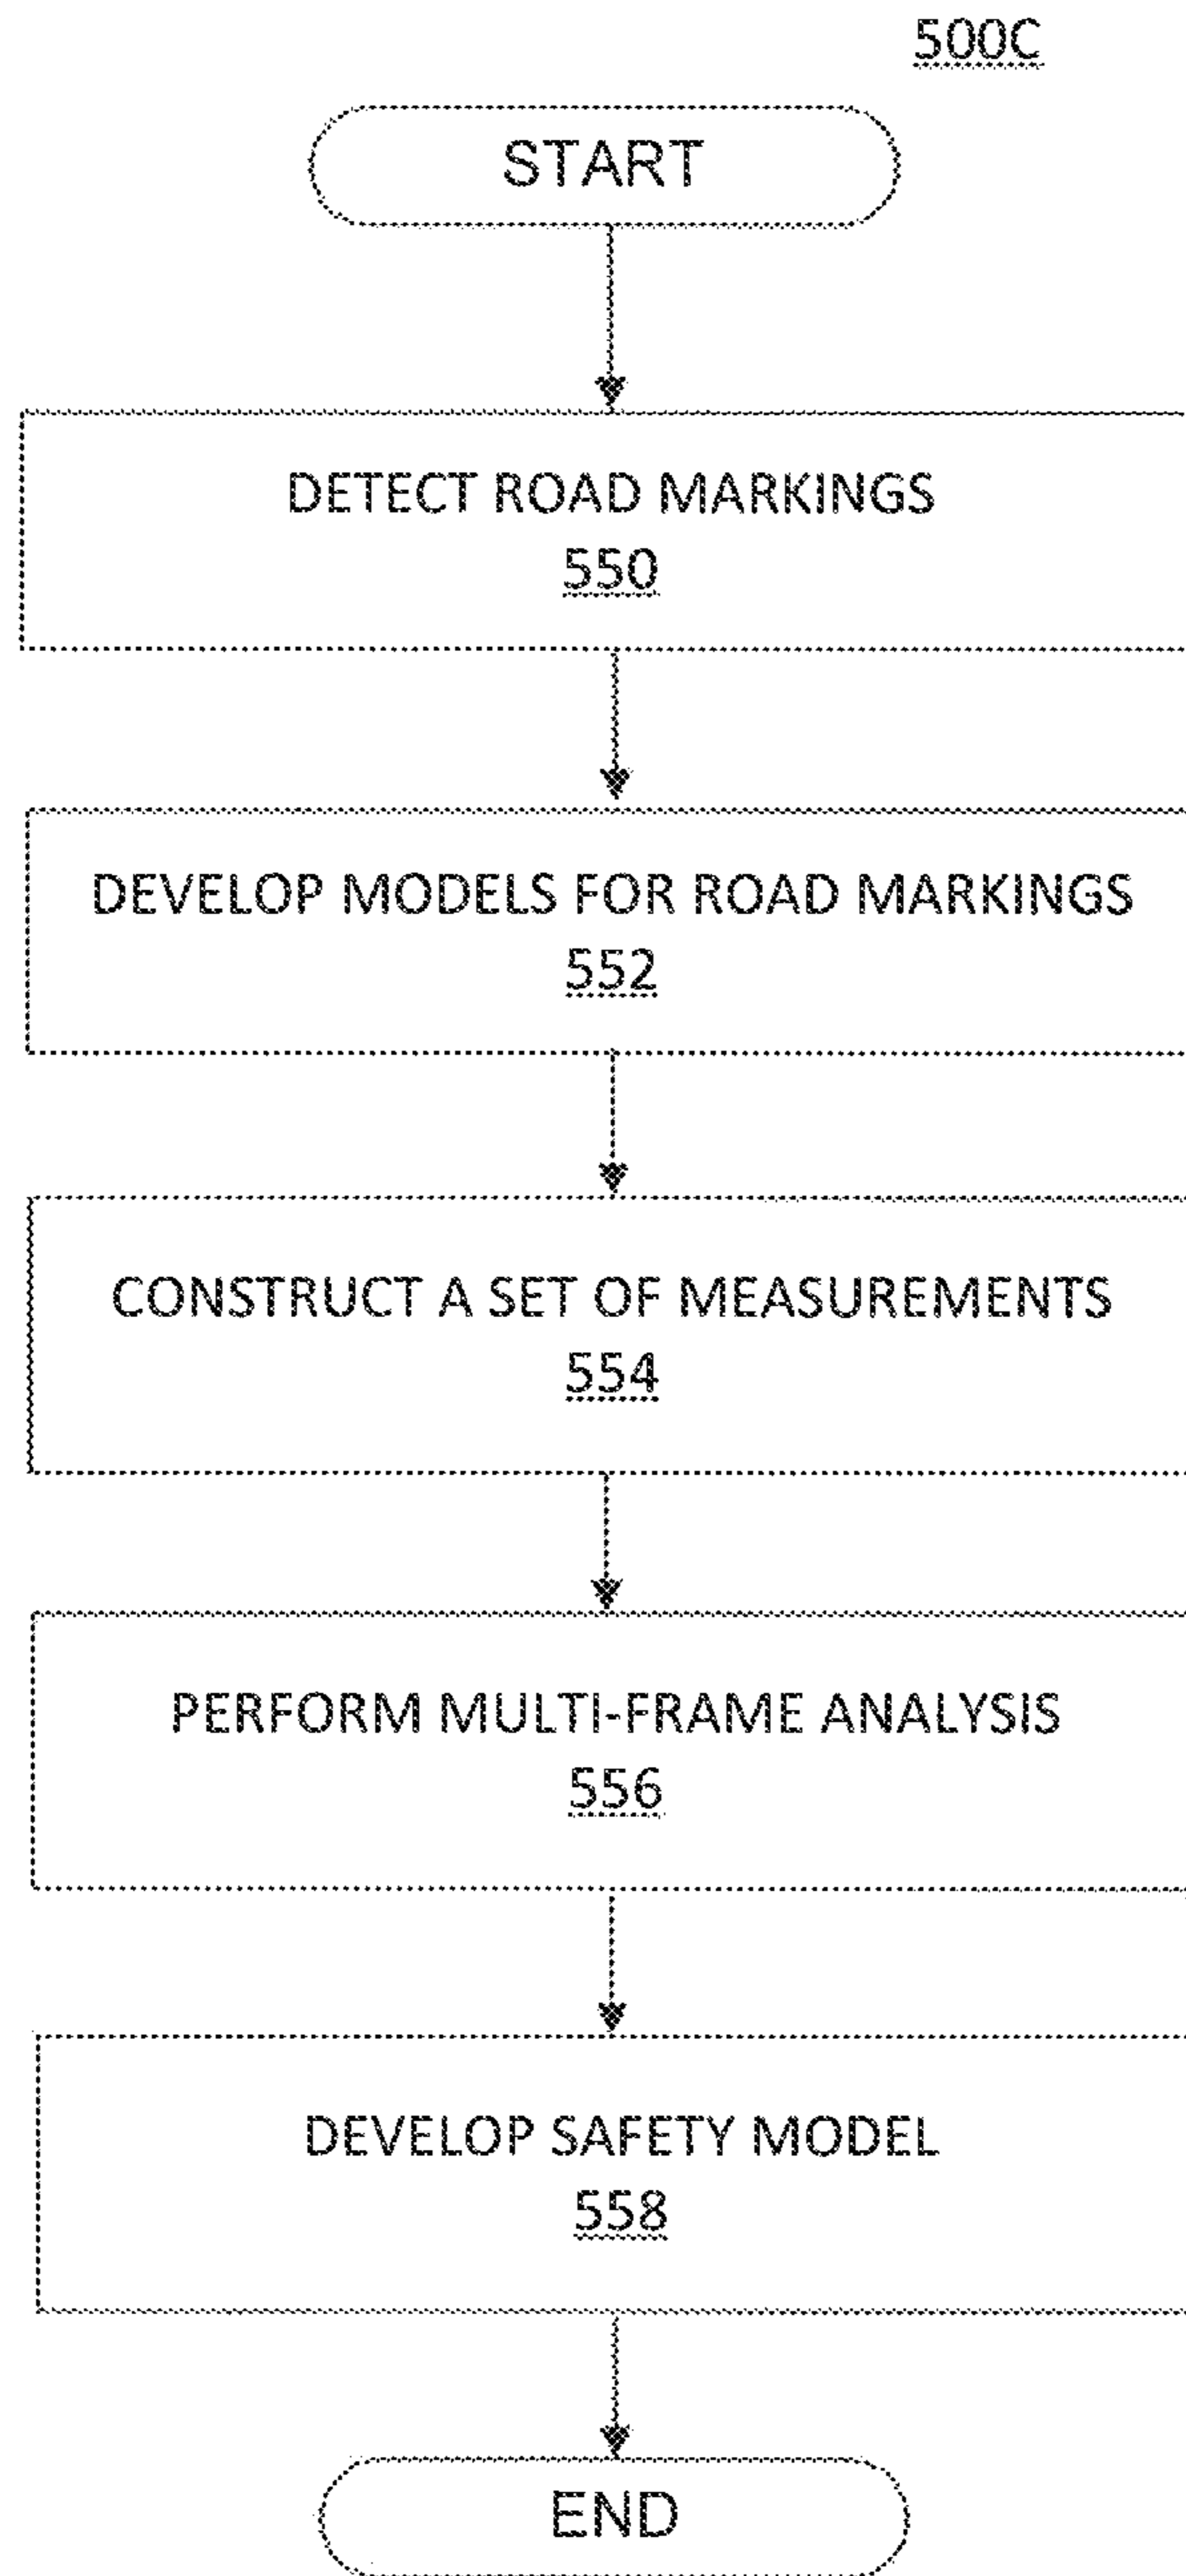 500C
START
DETECT ROAD MARKINGS
550
DEVELOP MODELS FOR ROAD MARKINGS
552
CONSTRUCT A SET OF MEASUREMENTS
554
PERFORM MULTI-FRAME ANALYSIS
556
DEVELOP SAFETY MODEL
558
END